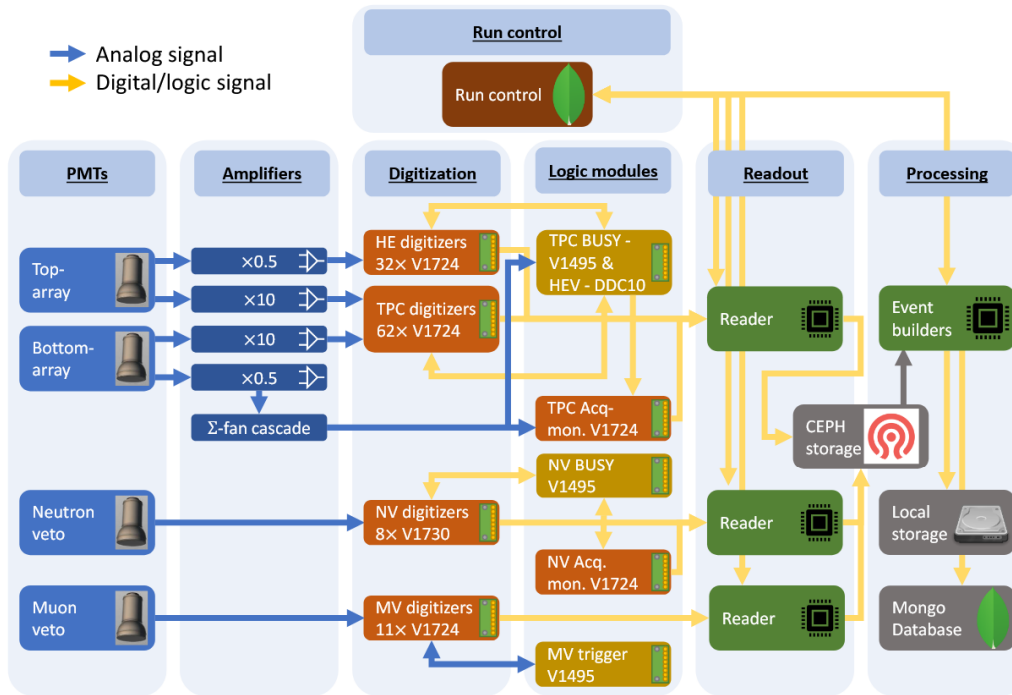 Analog signal
Digital/logic signal
Run control
Run control
PMTs
Amplifiers
Digitization
Logic modules
Readout
Processing
Top-
array
Bottom-
array
Neutron
veto
Muon
veto
×0.5
×10
×10
×0.5
Σ-fan cascade
HE digitizers
32× V1724
TPC digitizers
62× V1724
NV digitizers
8× V1730
MV digitizers
11× V1724
TPC BUSY -
V1495 &
HEV - DDC10
TPC Acq-
mon. V1724
NV BUSY
V1495
NV Acq.
mon. V1724
MV trigger
V1495
Reader
Reader
Reader
Event
builders
CEPH
storage
Local
storage
Mongo
Database